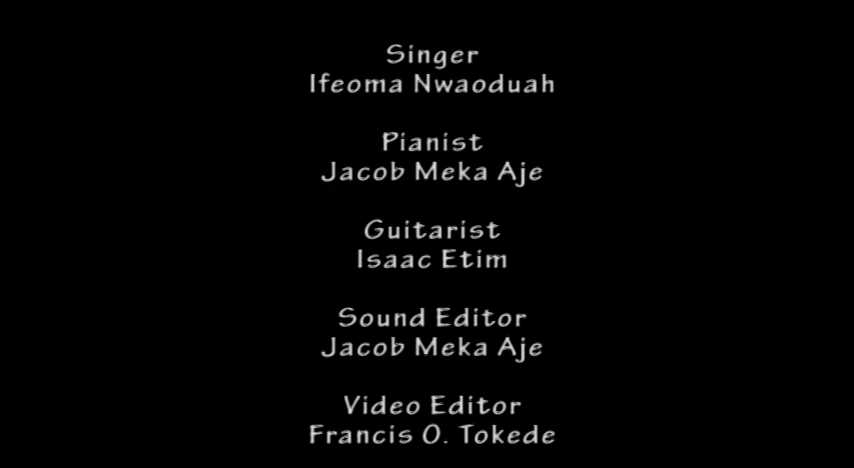 Singer
Ifeoma Nwaoduah
Pianist
Jacob Meka Aje
Guitarist
Isaac Etim
Sound Editor
Jacob Meka Aje
Video Editor
Francis O. Tokede